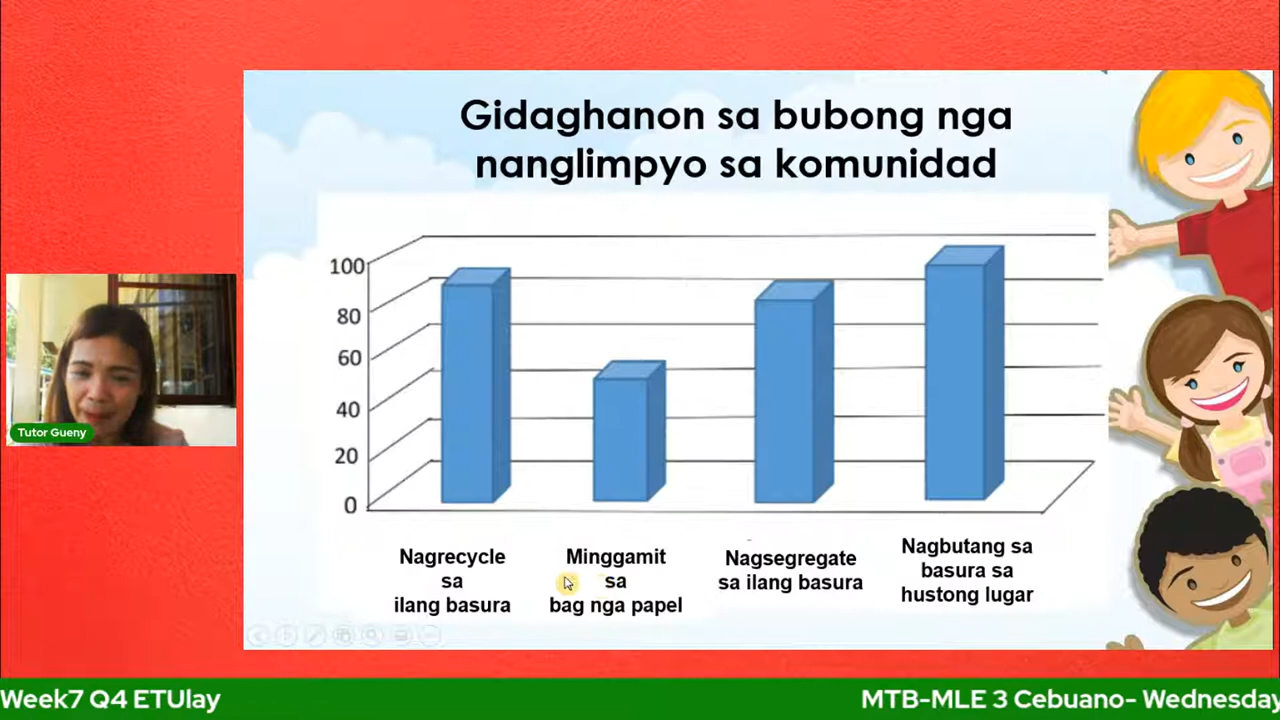 Gidaghanon sa bubong nga
nanglimpyo sa komunidad
100
80
60
40
20
0
Nagrecycle
sa
ilang basura
Minggamit
sa
bag nga papel
Nagsegregate
sa ilang basura
Nagbutang sa
basura sa
hustong lugar
Tutor Gueny
Week7 Q4 ETUlay
MTB-MLE 3 Cebuano- Wednesday